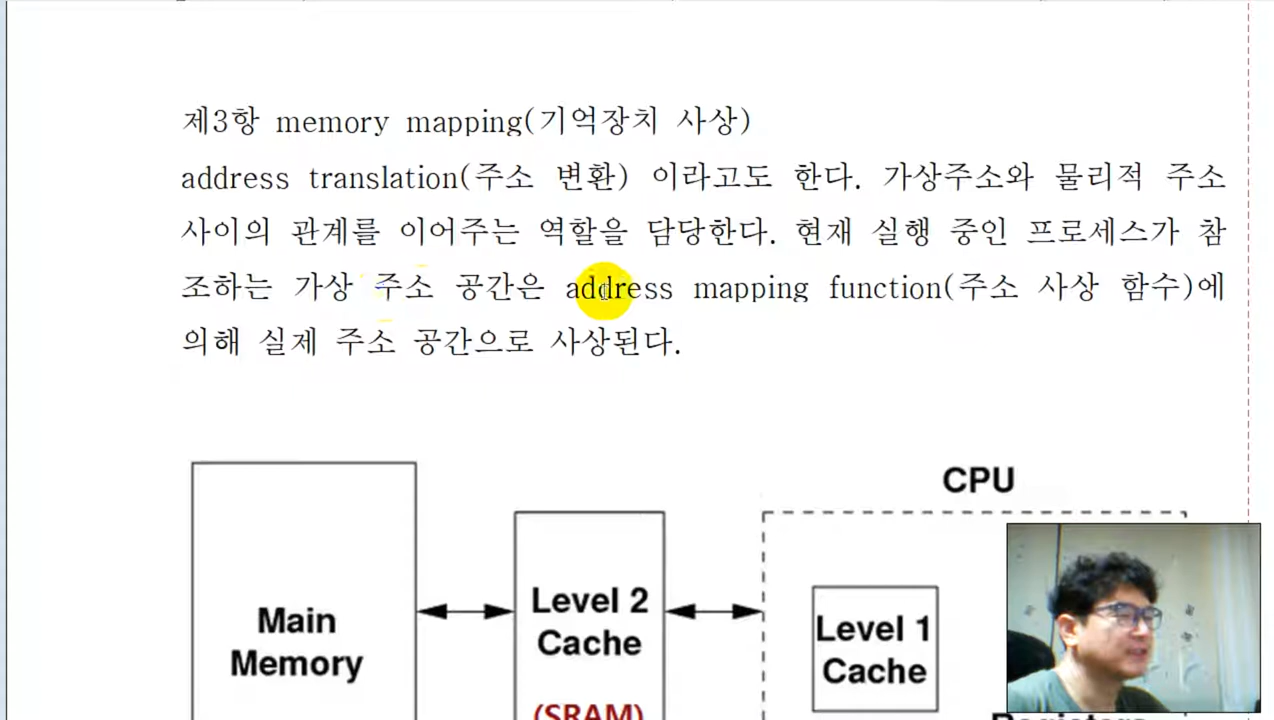 제3항 memory mapping(기억장치 사상)
address translation(주소 변환) 이라고도 한다. 가상주소와 물리적 주소
사이의 관계를 이어주는 역할을 담당한다. 현재 실행 중인 프로세스가 참
조하는 가상 주소 공간은 address mapping function(주소 사상 함수)에
의해 실제 주소 공간으로 사상된다.
CPU
Main
Memory
Level 2
Cache
(SRAM)
Level 1
Cache